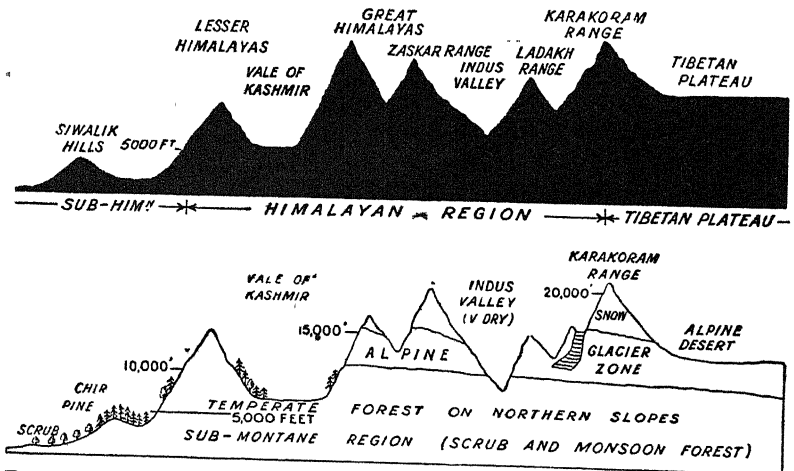 LESSER
HIMALAYAS
VALE OF
KASHMIR
GREAT
HIMALAYAS
ZASKAR RANGE
INDUS
VALLEY
LADAKH
RANGE
KARAKORAM
RANGE
TIBETAN
PLATEAU
SIWALIK
HILLS
5000 FT
SUB-HIMN
HIMALAYAN REGION
TIBETAN PLATEAU
VALE OF
KASHMIR
INDUS
VALLEY
(V DRY)
KARAKORAM
RANGE
20,000'
SNOW
GLACIER
ZONE
ALPINE
DESERT
15,000'
ALPINE
10,000'
CHIR
PINE
SCRUB
TEMPERATE FOREST ON NORTHERN SLOPES
5,000 FEET
SUB-MONTANE REGION (SCRUB AND MONSOON FOREST)